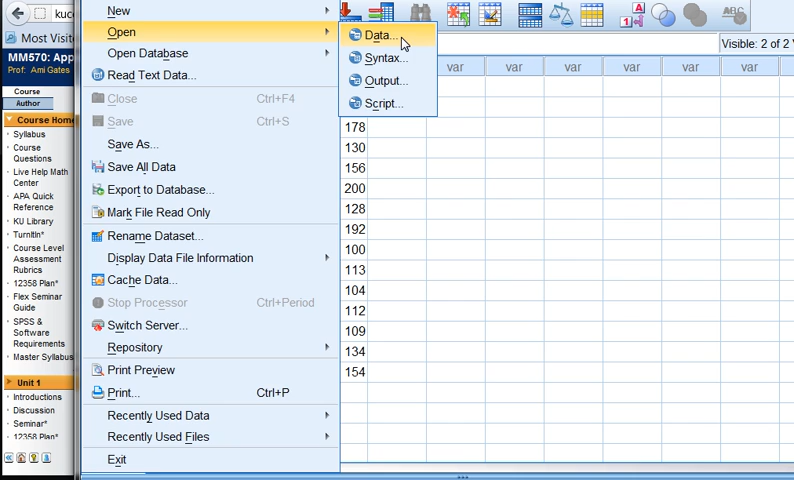 kuce
Most Visite
MM570: App
Prof: Ami Gates
Course
Author
Course Home
Syllabus
Course
Questions
Live Help Math
Center
APA Quick
Reference
KU Library
TurnItIn*
Course Level
Assessment
Rubrics
12358 Plan*
Flex Seminar
Guide
SPSS &
Software
Requirements
Master Syllabus
Unit 1
Introductions
Discussion
Seminar*
12358 Plan*
New
Open
Open Database
Read Text Data...
Close Ctrl+F4
Save Ctrl+S
Save As...
Save All Data
Export to Database...
Mark File Read Only
Rename Dataset...
Display Data File Information
Cache Data...
Stop Processor Ctrl+Period
Switch Server...
Repository
Print Preview
Print... Ctrl+P
Recently Used Data
Recently Used Files
Exit
Data...
Syntax...
Output...
Script...
ABC
Visible: 2 of 2
var var var var var var
178
130
156
200
128
192
100
113
104
112
109
134
154